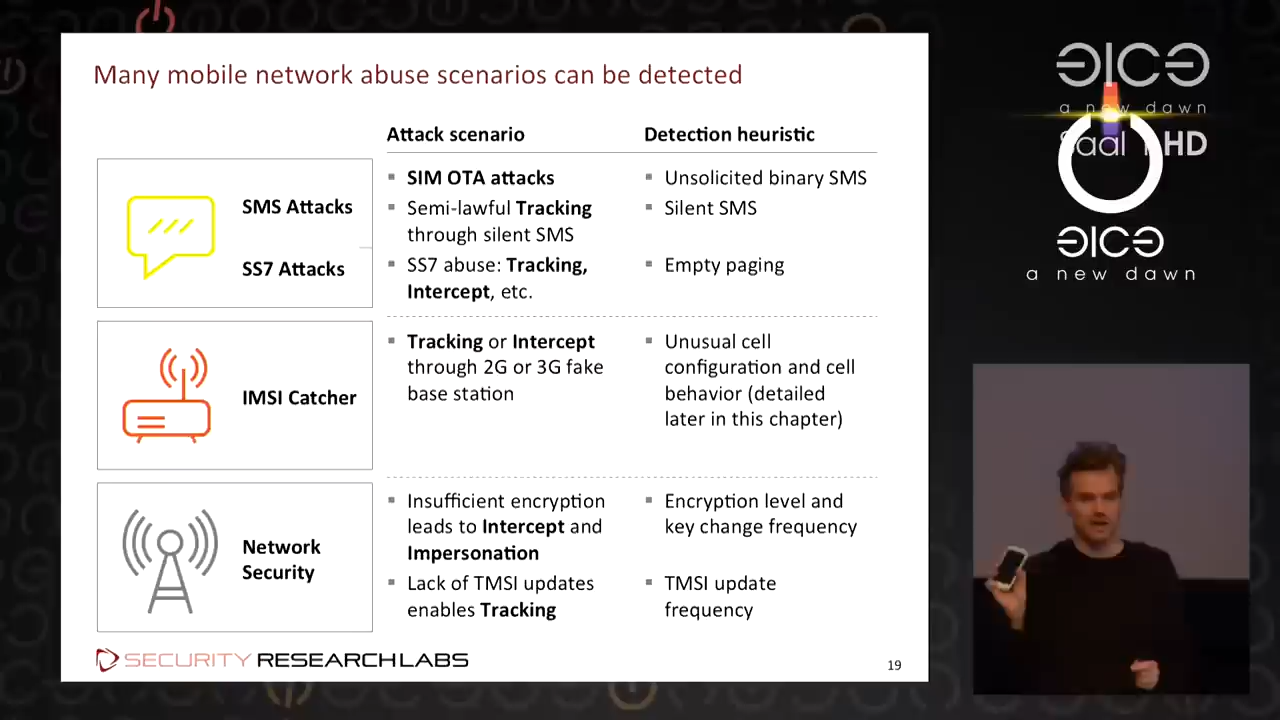 Many mobile network abuse scenarios can be detected
Attack scenario
Detection heuristic
SMS Attacks
SS7 Attacks
▪ SIM OTA attacks
▪ Unsolicited binary SMS
▪ Semi-lawful Tracking
through silent SMS
▪ Silent SMS
▪ SS7 abuse: Tracking,
Intercept, etc.
▪ Empty paging
IMSI Catcher
▪ Tracking or Intercept
through 2G or 3G fake
base station
▪ Unusual cell
configuration and cell
behavior (detailed
later in this chapter)
Network
Security
▪ Insufficient encryption
leads to Intercept and
Impersonation
▪ Encryption level and
key change frequency
▪ Lack of TMSI updates
enables Tracking
▪ TMSI update
frequency
SECURITY RESEARCH LABS
19
a new dawn
Saal HD
a new dawn